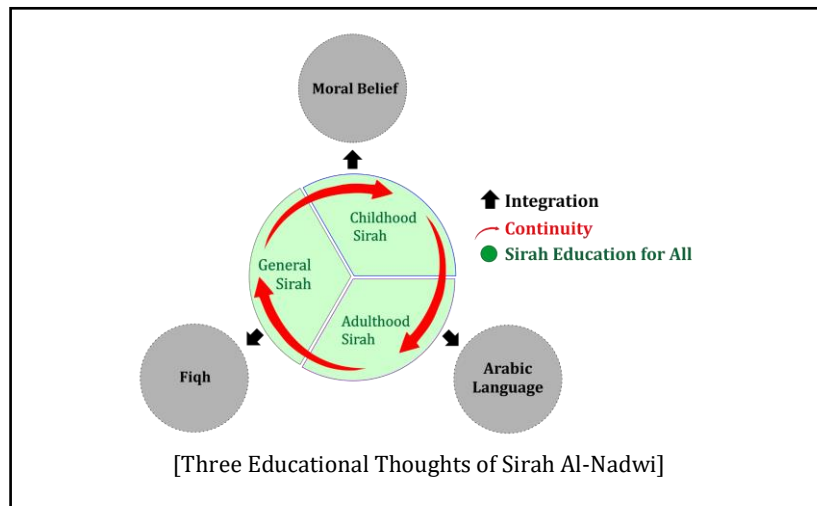 Moral Belief
Childhood
Sirah
General
Sirah
Adulthood
Sirah
Integration
Continuity
Sirah Education for All
Fiqh
Arabic
Language
[Three Educational Thoughts of Sirah Al-Nadwi]